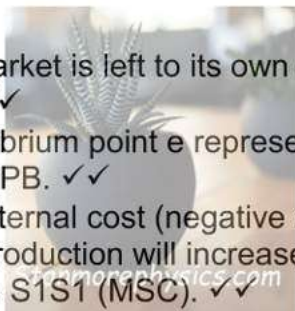 arket is left to its own
✓
brium point e represe
PB. ✓✓
ternal cost (negative
roduction will increase
Stanmorephysics.com
S1S1 (MSC). ✓✓